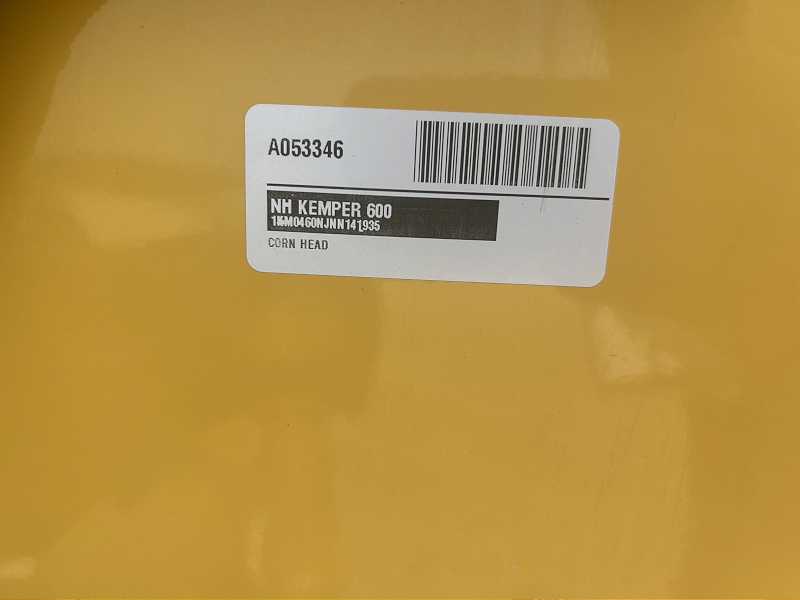 A053346
NH KEMPER 600
1KM0460NJNN141935
CORN HEAD